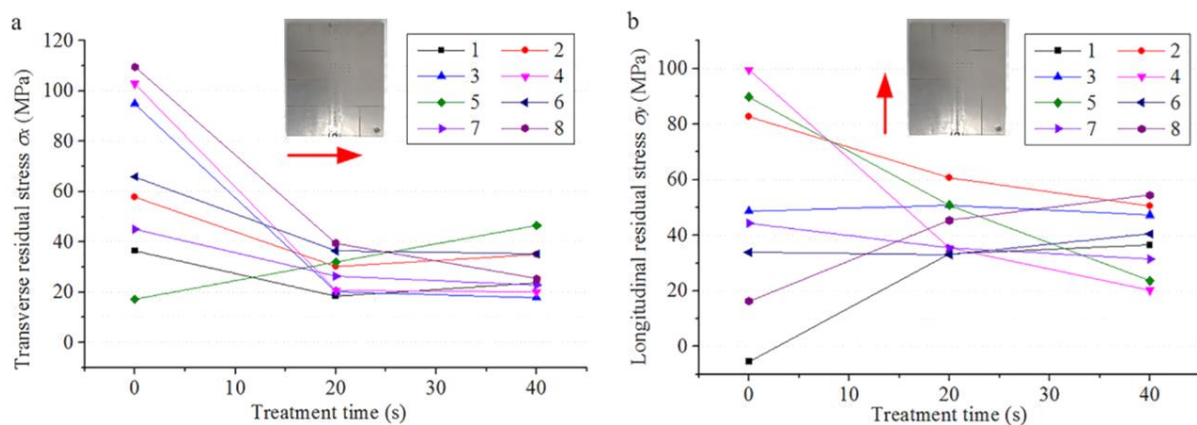 a
120
100
80
60
40
20
0
Transverse residual stress σx (MPa)
1 2
3 4
5 6
7 8
0 10 20 30 40
Treatment time (s)
b
100
80
60
40
20
0
Longitudinal residual stress σy (MPa)
1 2
3 4
5 6
7 8
0 10 20 30 40
Treatment time (s)